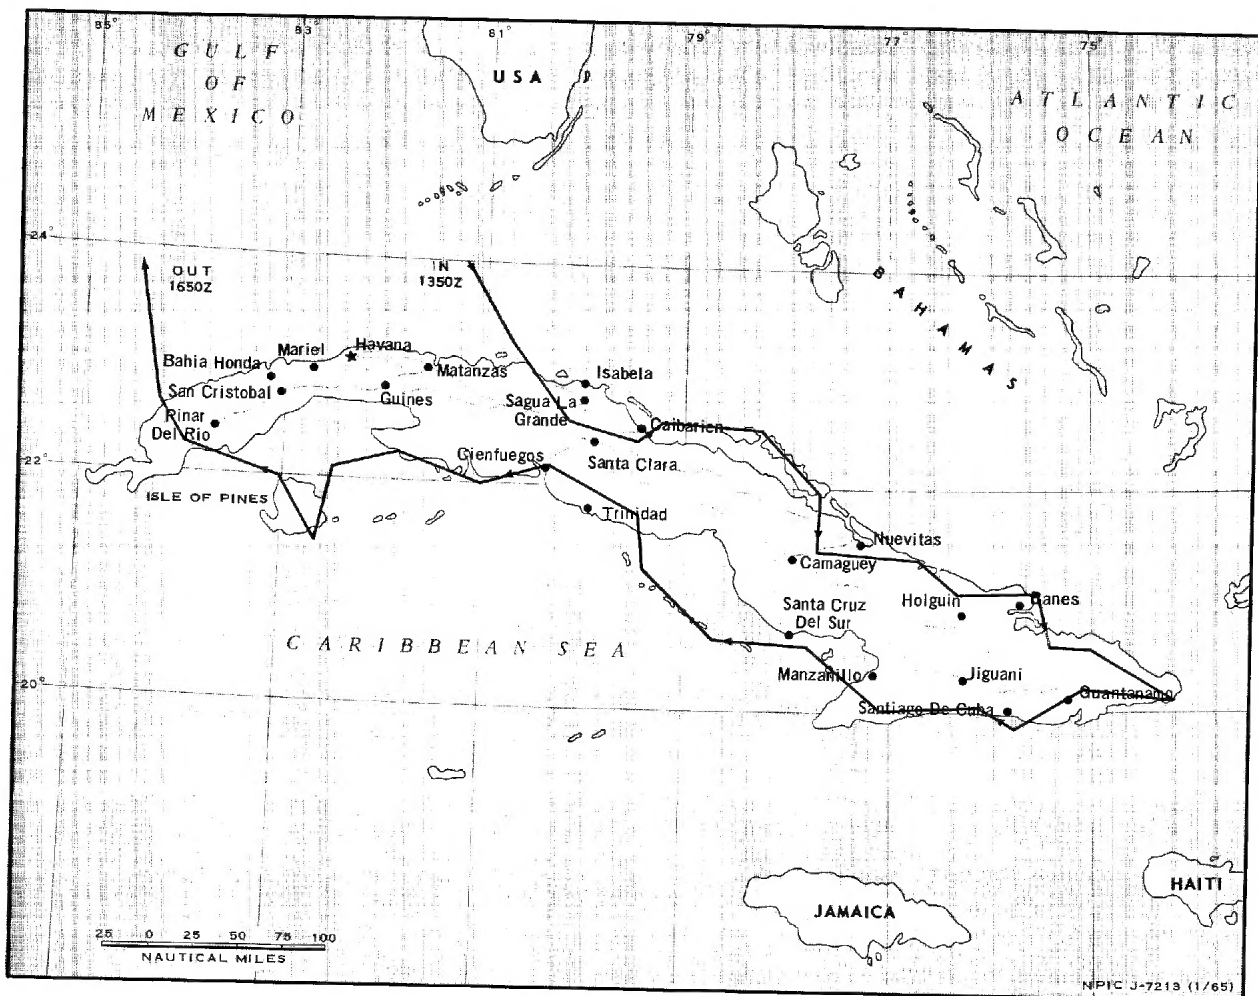 85°
83°
81°
79°
77°
75°
GULF
OF
MEXICO
USA
ATLANTIC
OCEAN
24°
OUT
1650Z
IN
1350Z
BAHAMAS
Bahia Honda
Mariel
Havana
Matanzas
Isabela
San Cristobal
Guines
Sagua La
Grande
Pinar
Del Rio
Caibarien
22°
Cienfuegos
Santa Clara
ISLE OF PINES
Trinidad
Nuevitas
Camaguey
Holguin
Banes
Santa Cruz
Del Sur
CARIBBEAN SEA
Manzanillo
Jiguani
20°
Guantanamo
Santiago De Cuba
JAMAICA
HAITI
25 0 25 50 75 100
NAUTICAL MILES
NPIC J-7213 (1/65)